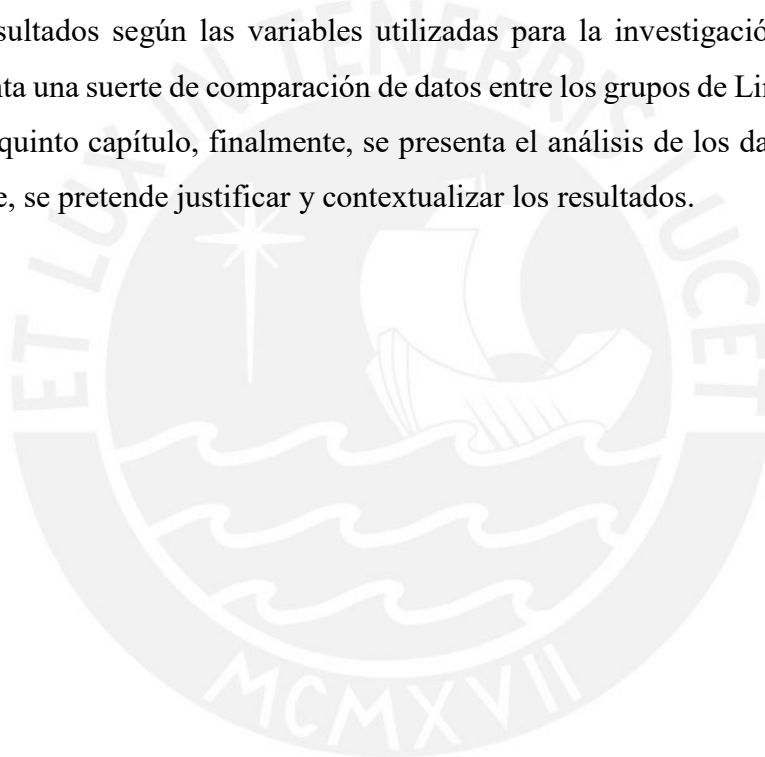 sultados según las variables utilizadas para la investigació
nta una suerte de comparación de datos entre los grupos de Li
quinto capítulo, finalmente, se presenta el análisis de los da
e, se pretende justificar y contextualizar los resultados.
ET LUX IN TENEBRIS LUCET
MCMXVII